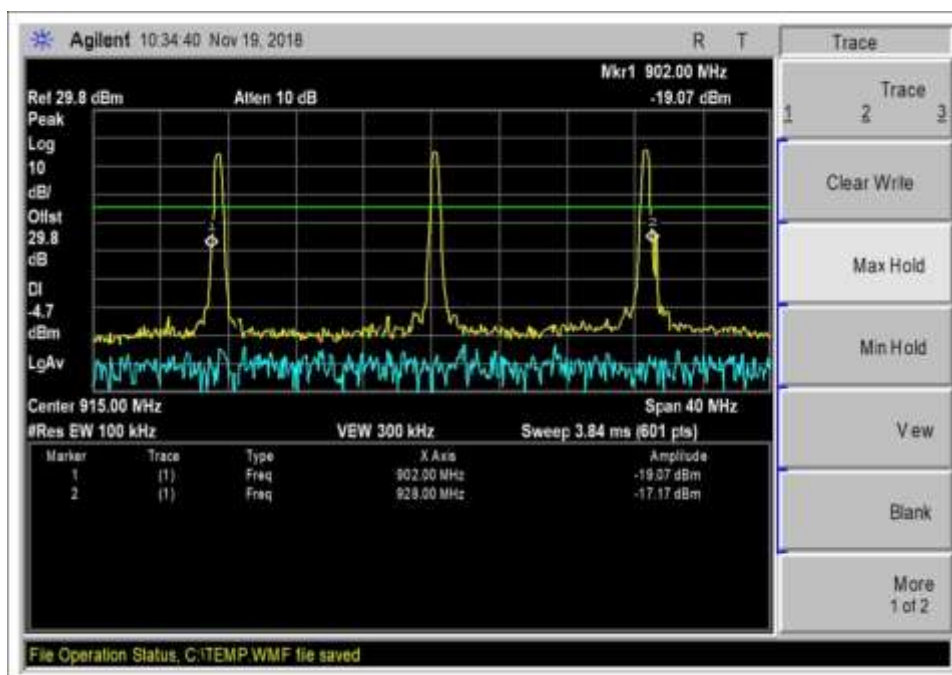 Agilent 10:34:40 Nov 19, 2018 R T
Trace
Mkr1 902.00 MHz
Ref 29.8 dBm Atten 10 dB -19.07 dBm
Peak
Log
10
dB/
Offst
29.8
dB
DI
-4.7
dBm
LgAv
1
2
Center 915.00 MHz Span 40 MHz
#Res BW 100 kHz VBW 300 kHz Sweep 3.84 ms (601 pts)
Marker Trace Type X Axis Amplitude
1 (1) Freq 902.00 MHz -19.07 dBm
2 (1) Freq 928.00 MHz -17.17 dBm
File Operation Status, C:\TEMP.WMF file saved
Trace
1 2 3
Clear Write
Max Hold
Min Hold
View
Blank
More
1 of 2